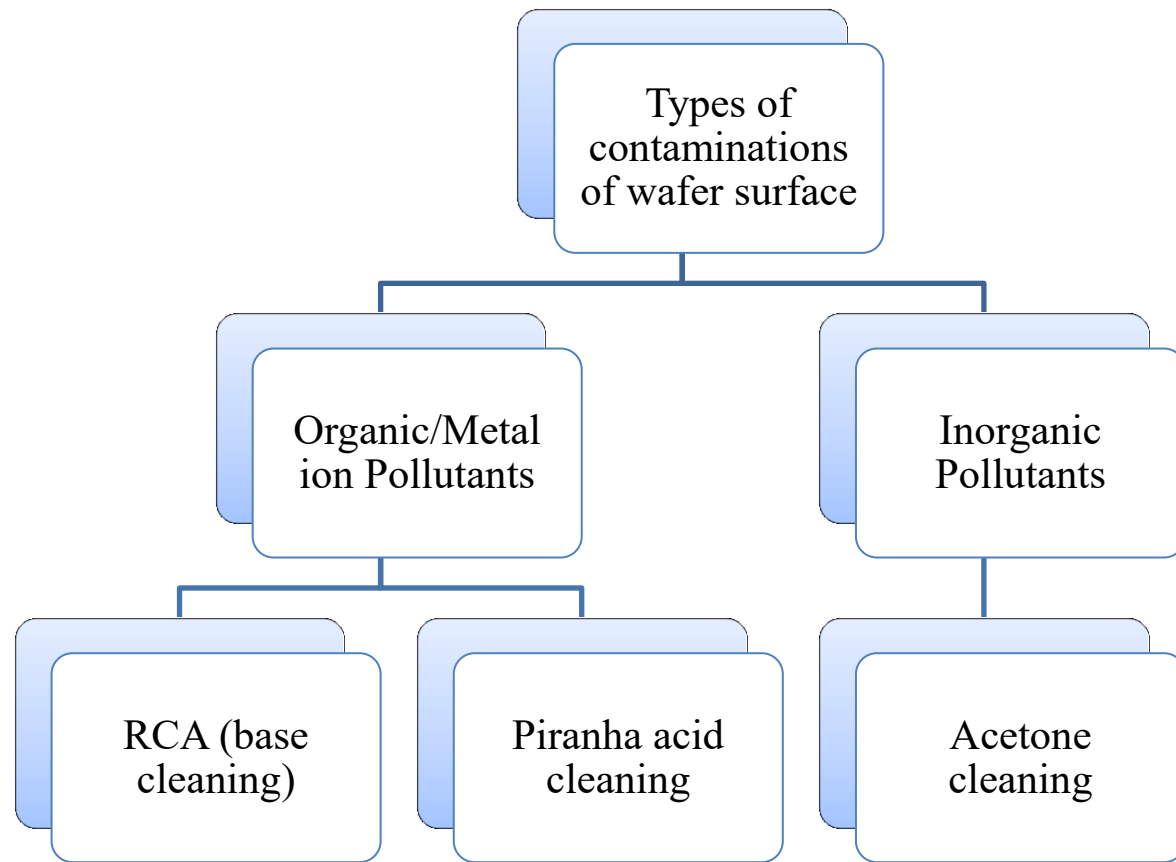 Types of
contaminations
of wafer surface
Organic/Metal
ion Pollutants
Inorganic
Pollutants
RCA (base
cleaning)
Piranha acid
cleaning
Acetone
cleaning